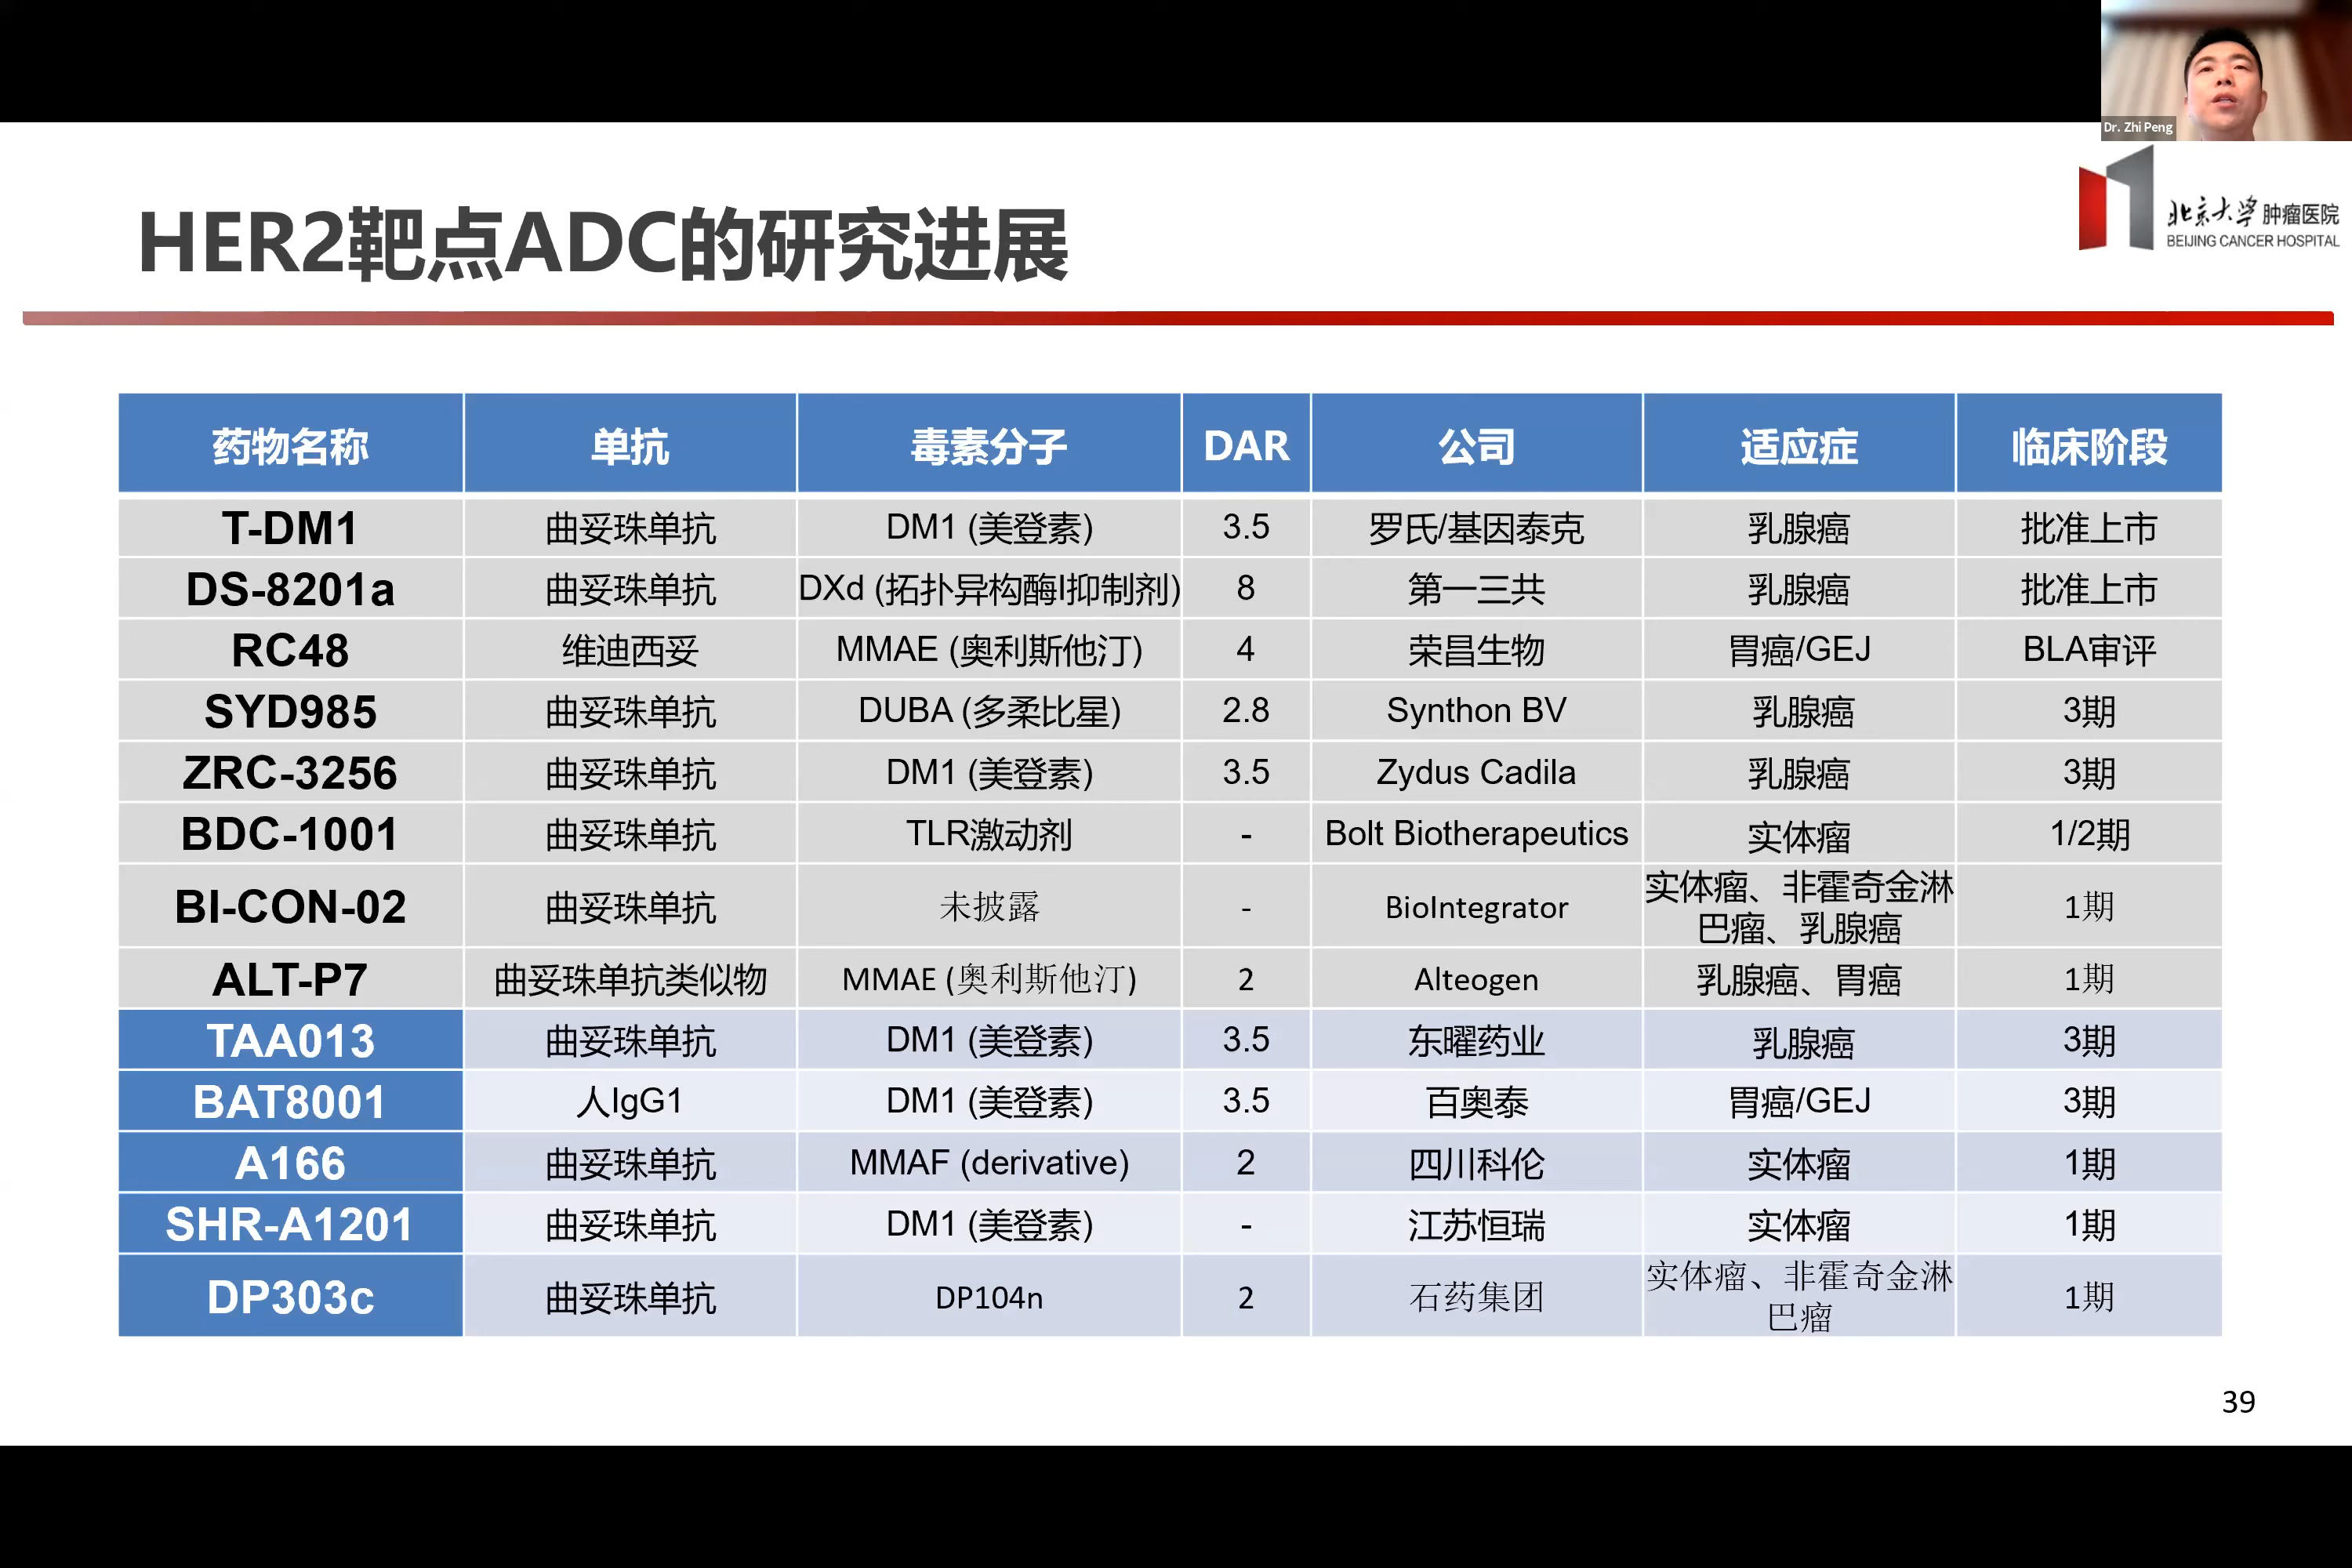 Dr. Zhi Peng
北京大学 肿瘤医院
BEIJING CANCER HOSPITAL
HER2靶点ADC的研究进展
药物名称 单抗 毒素分子 DAR 公司 适应症 临床阶段
T-DM1 曲妥珠单抗 DM1 (美登素) 3.5 罗氏/基因泰克 乳腺癌 批准上市
DS-8201a 曲妥珠单抗 DXd (拓扑异构酶I抑制剂) 8 第一三共 乳腺癌 批准上市
RC48 维迪西妥 MMAE (奥利斯他汀) 4 荣昌生物 胃癌/GEJ BLA审评
SYD985 曲妥珠单抗 DUBA (多柔比星) 2.8 Synthon BV 乳腺癌 3期
ZRC-3256 曲妥珠单抗 DM1 (美登素) 3.5 Zydus Cadila 乳腺癌 3期
BDC-1001 曲妥珠单抗 TLR激动剂 - Bolt Biotherapeutics 实体瘤 1/2期
BI-CON-02 曲妥珠单抗 未披露 - BioIntegrator 实体瘤、非霍奇金淋
巴瘤、乳腺癌 1期
ALT-P7 曲妥珠单抗类似物 MMAE (奥利斯他汀) 2 Alteogen 乳腺癌、胃癌 1期
TAA013 曲妥珠单抗 DM1 (美登素) 3.5 东曜药业 乳腺癌 3期
BAT8001 人IgG1 DM1 (美登素) 3.5 百奥泰 胃癌/GEJ 3期
A166 曲妥珠单抗 MMAF (derivative) 2 四川科伦 实体瘤 1期
SHR-A1201 曲妥珠单抗 DM1 (美登素) - 江苏恒瑞 实体瘤 1期
DP303c 曲妥珠单抗 DP104n 2 石药集团 实体瘤、非霍奇金淋
巴瘤 1期
39